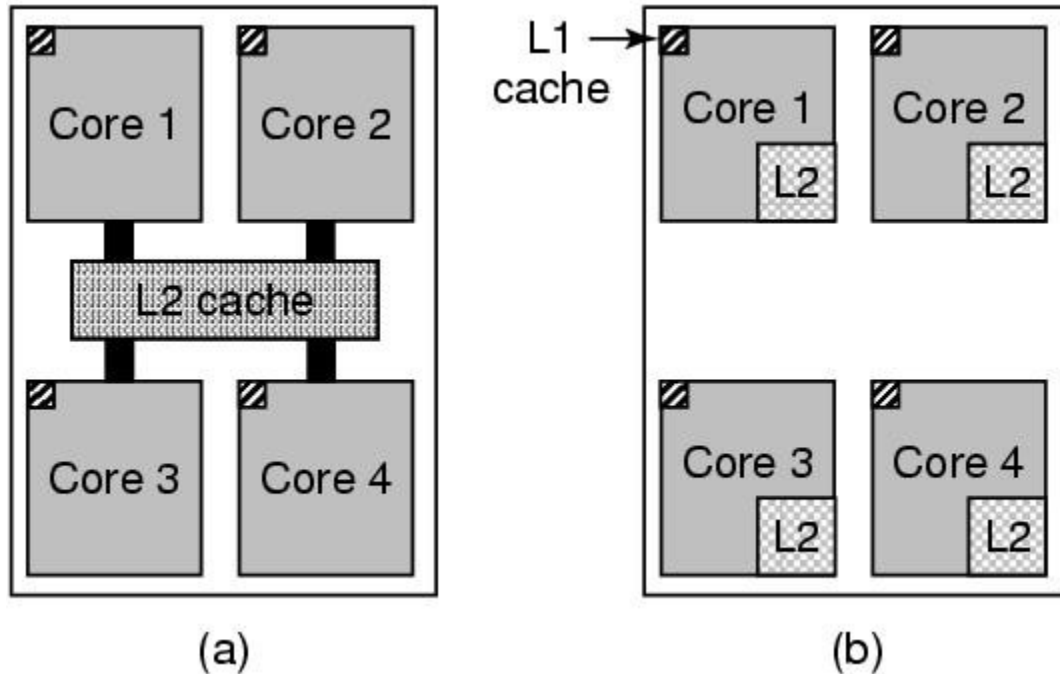 Core 1
Core 2
L2 cache
Core 3
Core 4
(a)
L1
cache
Core 1
Core 2
L2
L2
Core 3
Core 4
L2
L2
(b)